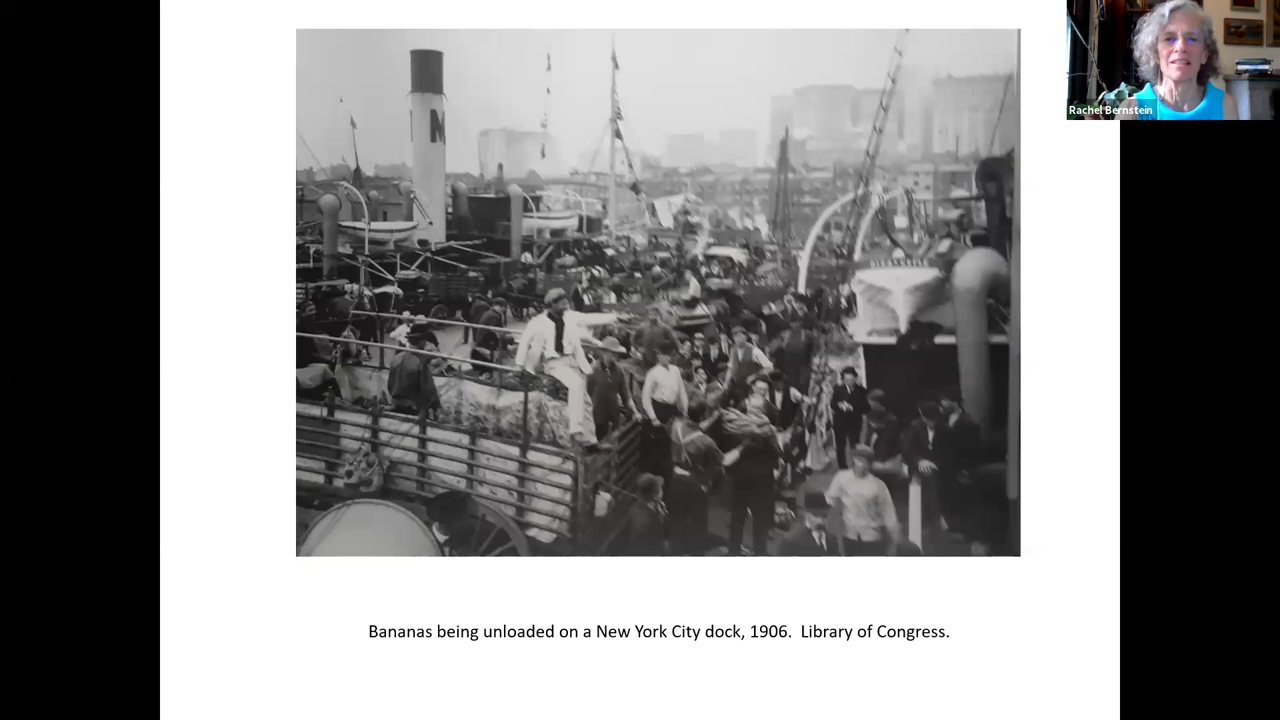 Rachel Bernstein
N
Bananas being unloaded on a New York City dock, 1906. Library of Congress.